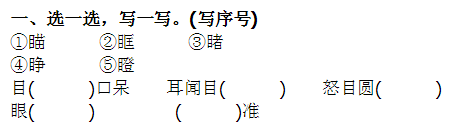 一、选一选，写一写。(写序号)
①瞄 ②眶 ③睹
④睁 ⑤瞪
目( )口呆 耳闻目( ) 怒目圆( )
眼( ) ( )准